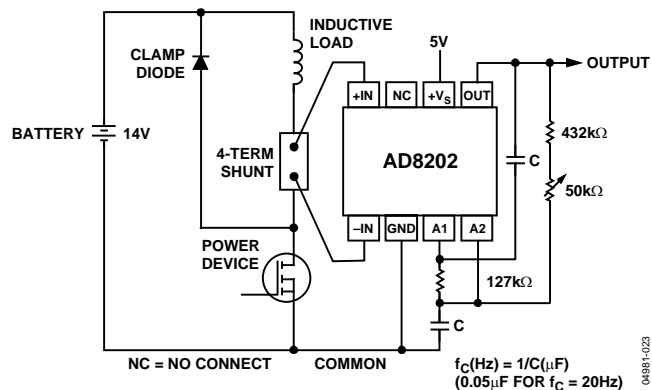 INDUCTIVE
LOAD
5V
OUTPUT
CLAMP
DIODE
+IN NC +VS OUT
432kΩ
BATTERY 14V
4-TERM
SHUNT
AD8202
C
50kΩ
–IN GND A1 A2
POWER
DEVICE
127kΩ
C
NC = NO CONNECT COMMON
fC(Hz) = 1/C(µF)
(0.05µF FOR fC = 20Hz)
04981-023